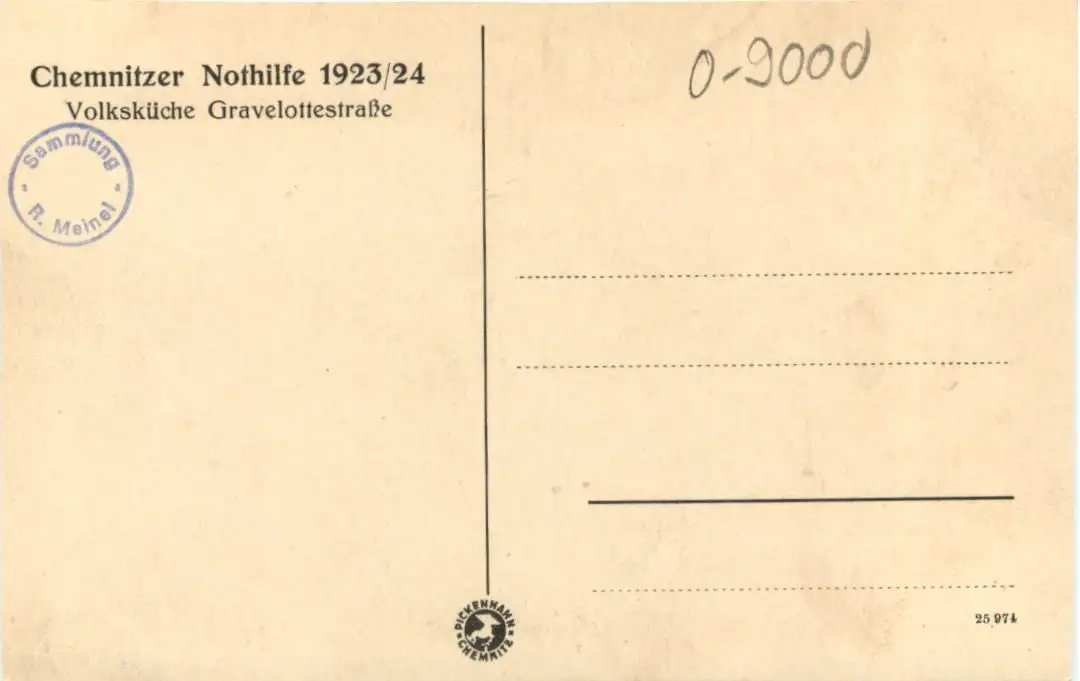 Chemnitzer Nothilfe 1923/24
Volksküche Gravelottestraße
Sammlung
R. Meinel
0-9000
PICKENHAHN
CHEMNITZ
25 974